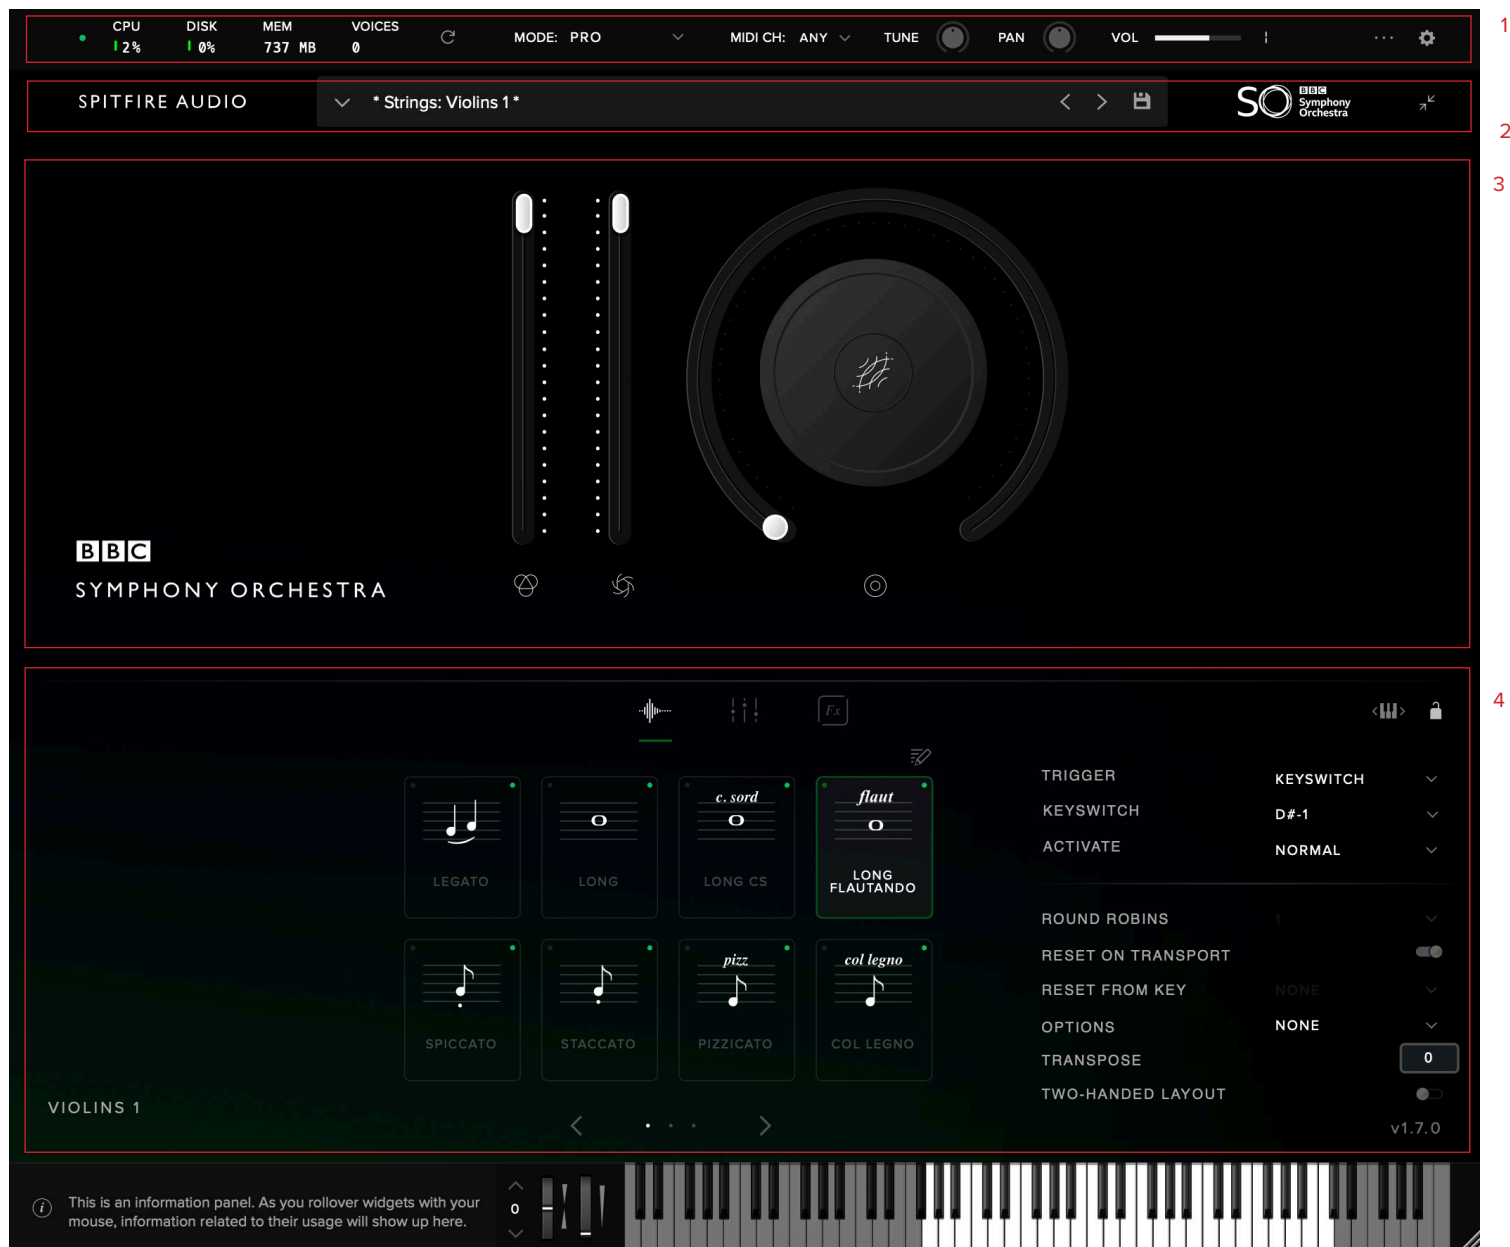 CPU DISK MEM VOICES
2% 0% 737 MB 0
MODE: PRO MIDI CH: ANY TUNE PAN VOL ···
1
SPITFIRE AUDIO * Strings: Violins 1 * SO BBC
Symphony
Orchestra
2
3
BBC
SYMPHONY ORCHESTRA
4
Fx
c. sord flaut
LEGATO LONG LONG CS LONG
FLAUTANDO
pizz col legno
SPICCATO STACCATO PIZZICATO COL LEGNO
TRIGGER KEYSWITCH
KEYSWITCH D#-1
ACTIVATE NORMAL
ROUND ROBINS 1
RESET ON TRANSPORT
RESET FROM KEY NONE
OPTIONS NONE
TRANSPOSE 0
TWO-HANDED LAYOUT
VIOLINS 1
v1.7.0
This is an information panel. As you rollover widgets with your
mouse, information related to their usage will show up here.
0